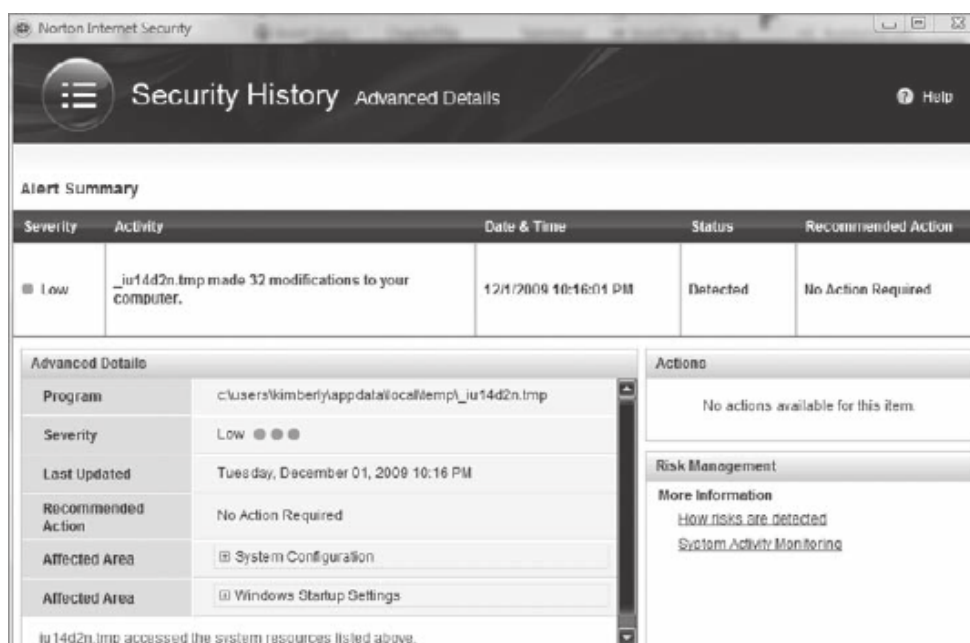 Norton Internet Security
Security History Advanced Details
Help
Alert Summary
Severity Activity Date & Time Status Recommended Action
Low _iu14d2n.tmp made 32 modifications to your computer. 12/1/2009 10:16:01 PM Detected No Action Required
Advanced Details
Program c:\users\kimberly\appdata\local\temp\_iu14d2n.tmp
Severity Low
Last Updated Tuesday, December 01, 2009 10:16 PM
Recommended Action No Action Required
Affected Area System Configuration
Affected Area Windows Startup Settings
_iu14d2n.tmp accessed the system resources listed above.
Actions
No actions available for this item.
Risk Management
More Information
How risks are detected
System Activity Monitoring